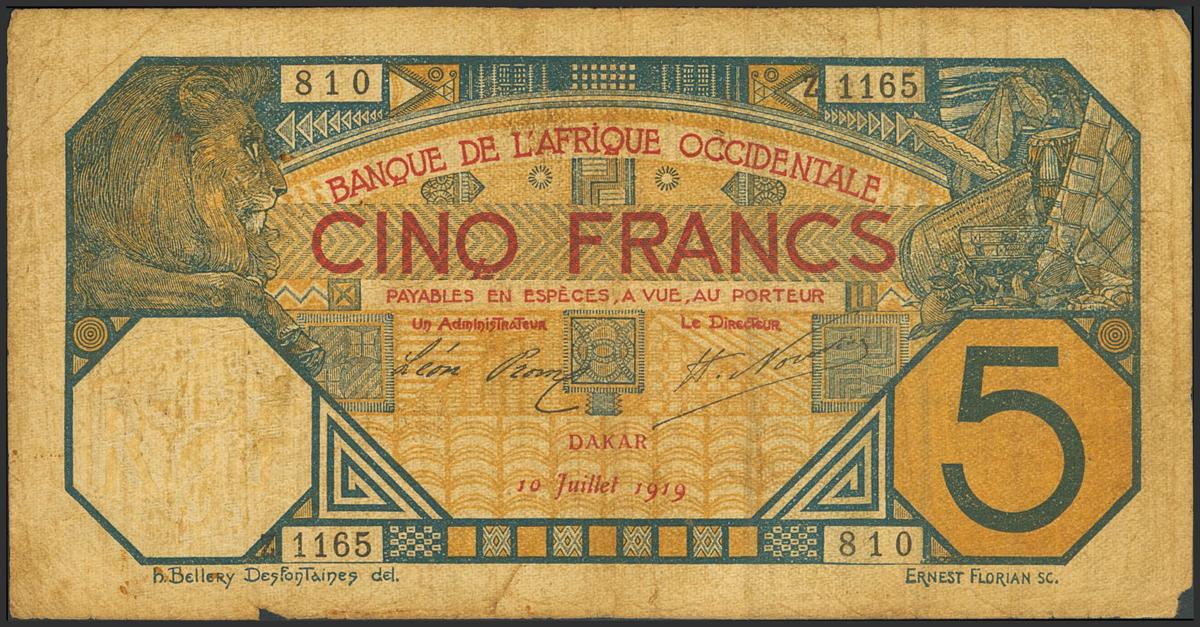 810
Z 1165
BANQUE DE L'AFRIQUE OCCIDENTALE
CINQ FRANCS
PAYABLES EN ESPÈCES, A VUE, AU PORTEUR
Un Administrateur
Le Directeur
Léon
H.
5
DAKAR
10 Juillet 1919
Z 1165
810
h. Bellery Desfontaines del.
ERNEST FLORIAN SC.